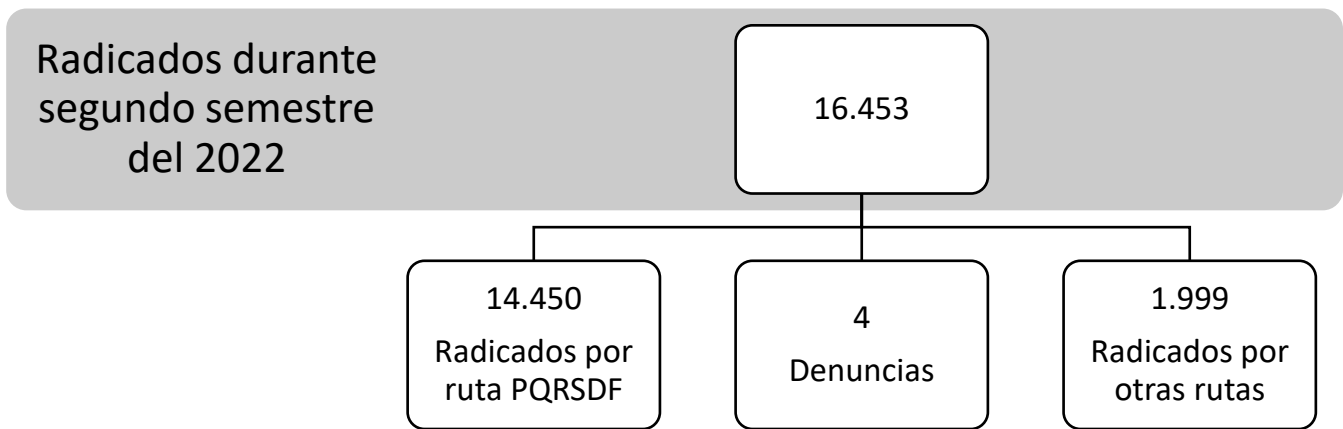 Radicados durante
segundo semestre
del 2022
16.453
14.450
Radicados por
ruta PQRSDF
4
Denuncias
1.999
Radicados por
otras rutas